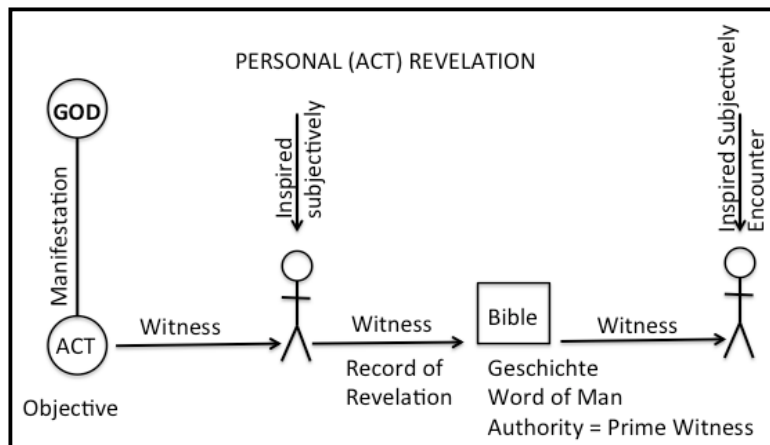 PERSONAL (ACT) REVELATION
GOD
Manifestation
ACT
Objective
Witness
Inspired
subjectively
Witness
Record of
Revelation
Bible
Geschichte
Word of Man
Authority = Prime Witness
Witness
Inspired Subjectively
Encounter